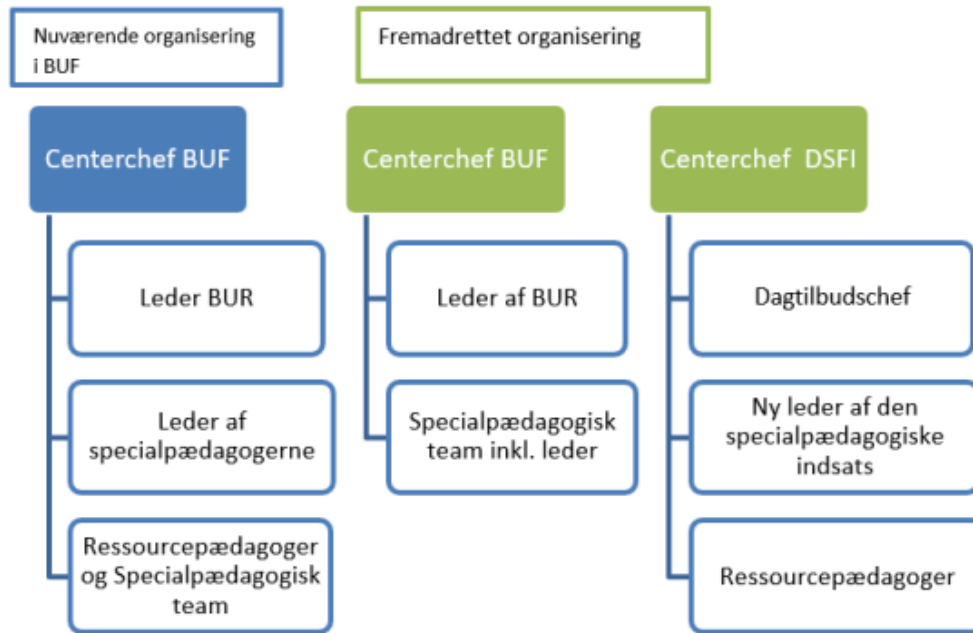 Nuværende organisering
i BUF
Fremadrettet organisering
Centerchef BUF
Leder BUR
Leder af
specialpædagogerne
Ressourcepædagoger
og Specialpædagogisk
team
Centerchef BUF
Leder af BUR
Specialpædagogisk
team inkl. leder
Centerchef DSFI
Dagtilbudschef
Ny leder af den
specialpædagogiske
indsats
Ressourcepædagoger